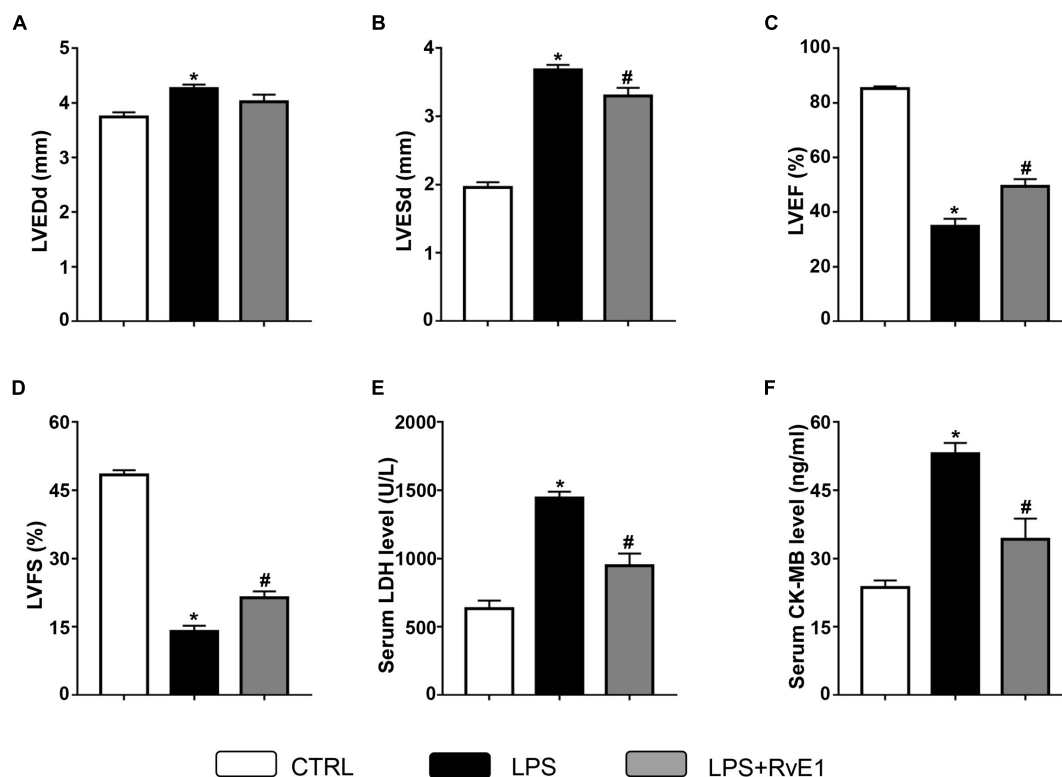 A
LVEDd (mm)
5
4
3
2
1
0
*
B
LVESd (mm)
4
3
2
1
0
*
#
C
LVEF (%)
100
80
60
40
20
0
*
#
D
LVFS (%)
60
45
30
15
0
*
#
E
Serum LDH level (U/L)
2000
1500
1000
500
0
*
#
F
Serum CK-MB level (ng/ml)
60
45
30
15
0
*
#
CTRL
LPS
LPS+RvE1